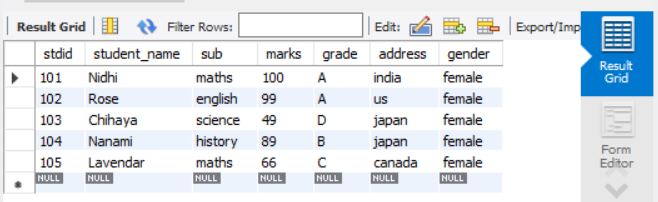 Result Grid Filter Rows: Edit: Export/Imp
stdid student_name sub marks grade address gender
101 Nidhi maths 100 A india female
102 Rose english 99 A us female
103 Chihaya science 49 D japan female
104 Nanami history 89 B japan female
105 Lavendar maths 66 C canada female
NULL NULL NULL NULL NULL NULL NULL
Result
Grid
Form
Editor